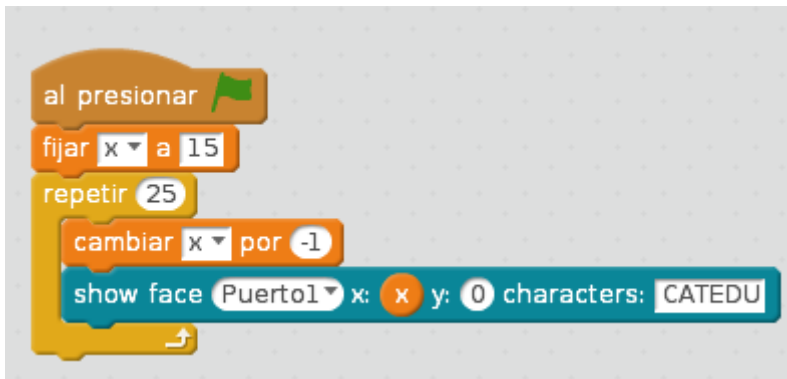 al presionar
fijar x a 15
repetir 25
cambiar x por -1
show face Puerto1 x: x y: 0 characters: CATEDU